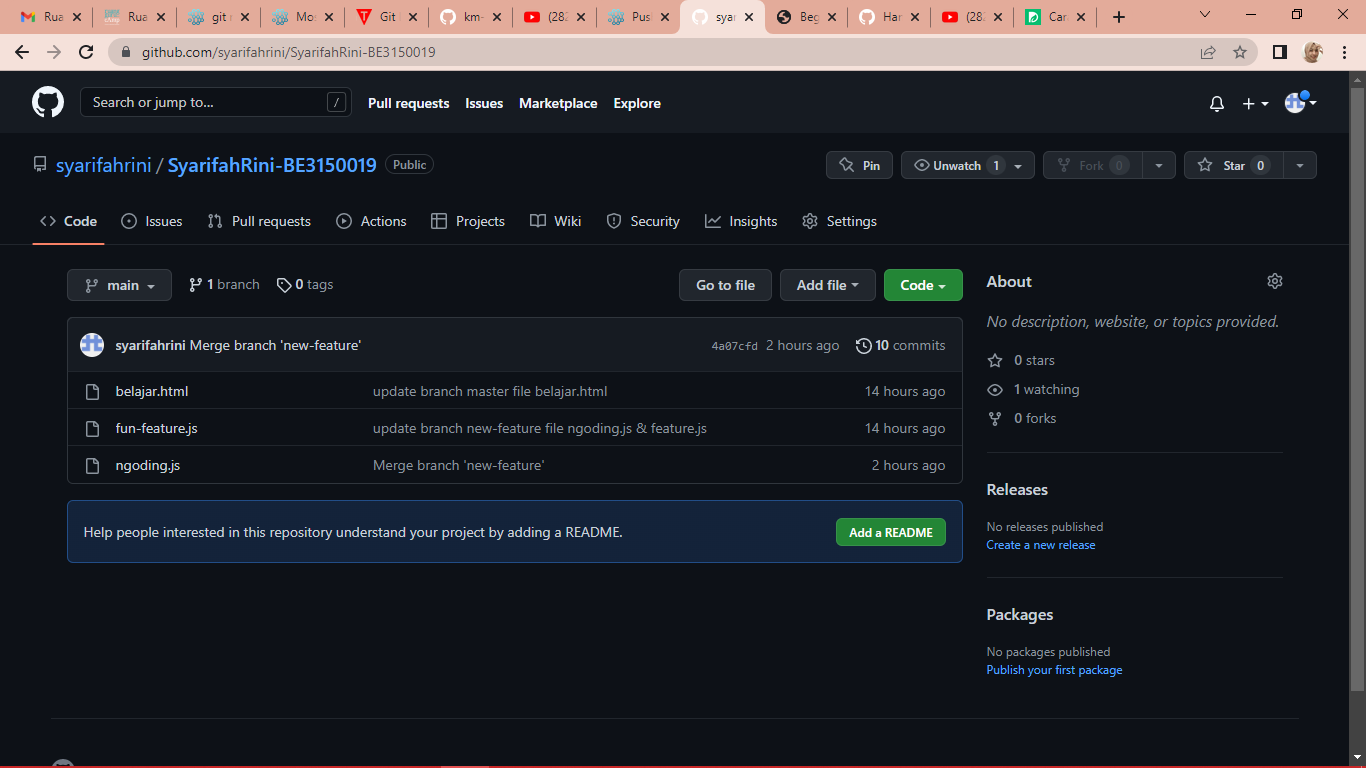 Rua
Rua
git
Mos
Git
km-
(282
Pus
syar
Beg
Har
(282
Car
github.com/syarifahrini/SyarifahRini-BE3150019
Search or jump to... /
Pull requests Issues Marketplace Explore
syarifahrini / SyarifahRini-BE3150019 Public
Pin Unwatch 1 Fork 0 Star 0
Code Issues Pull requests Actions Projects Wiki Security Insights Settings
main 1 branch 0 tags Go to file Add file Code
syarifahrini Merge branch 'new-feature' 4a07cfd 2 hours ago 10 commits
belajar.html update branch master file belajar.html 14 hours ago
fun-feature.js update branch new-feature file ngoding.js & feature.js 14 hours ago
ngoding.js Merge branch 'new-feature' 2 hours ago
Help people interested in this repository understand your project by adding a README. Add a README
About
No description, website, or topics provided.
0 stars
1 watching
0 forks
Releases
No releases published
Create a new release
Packages
No packages published
Publish your first package